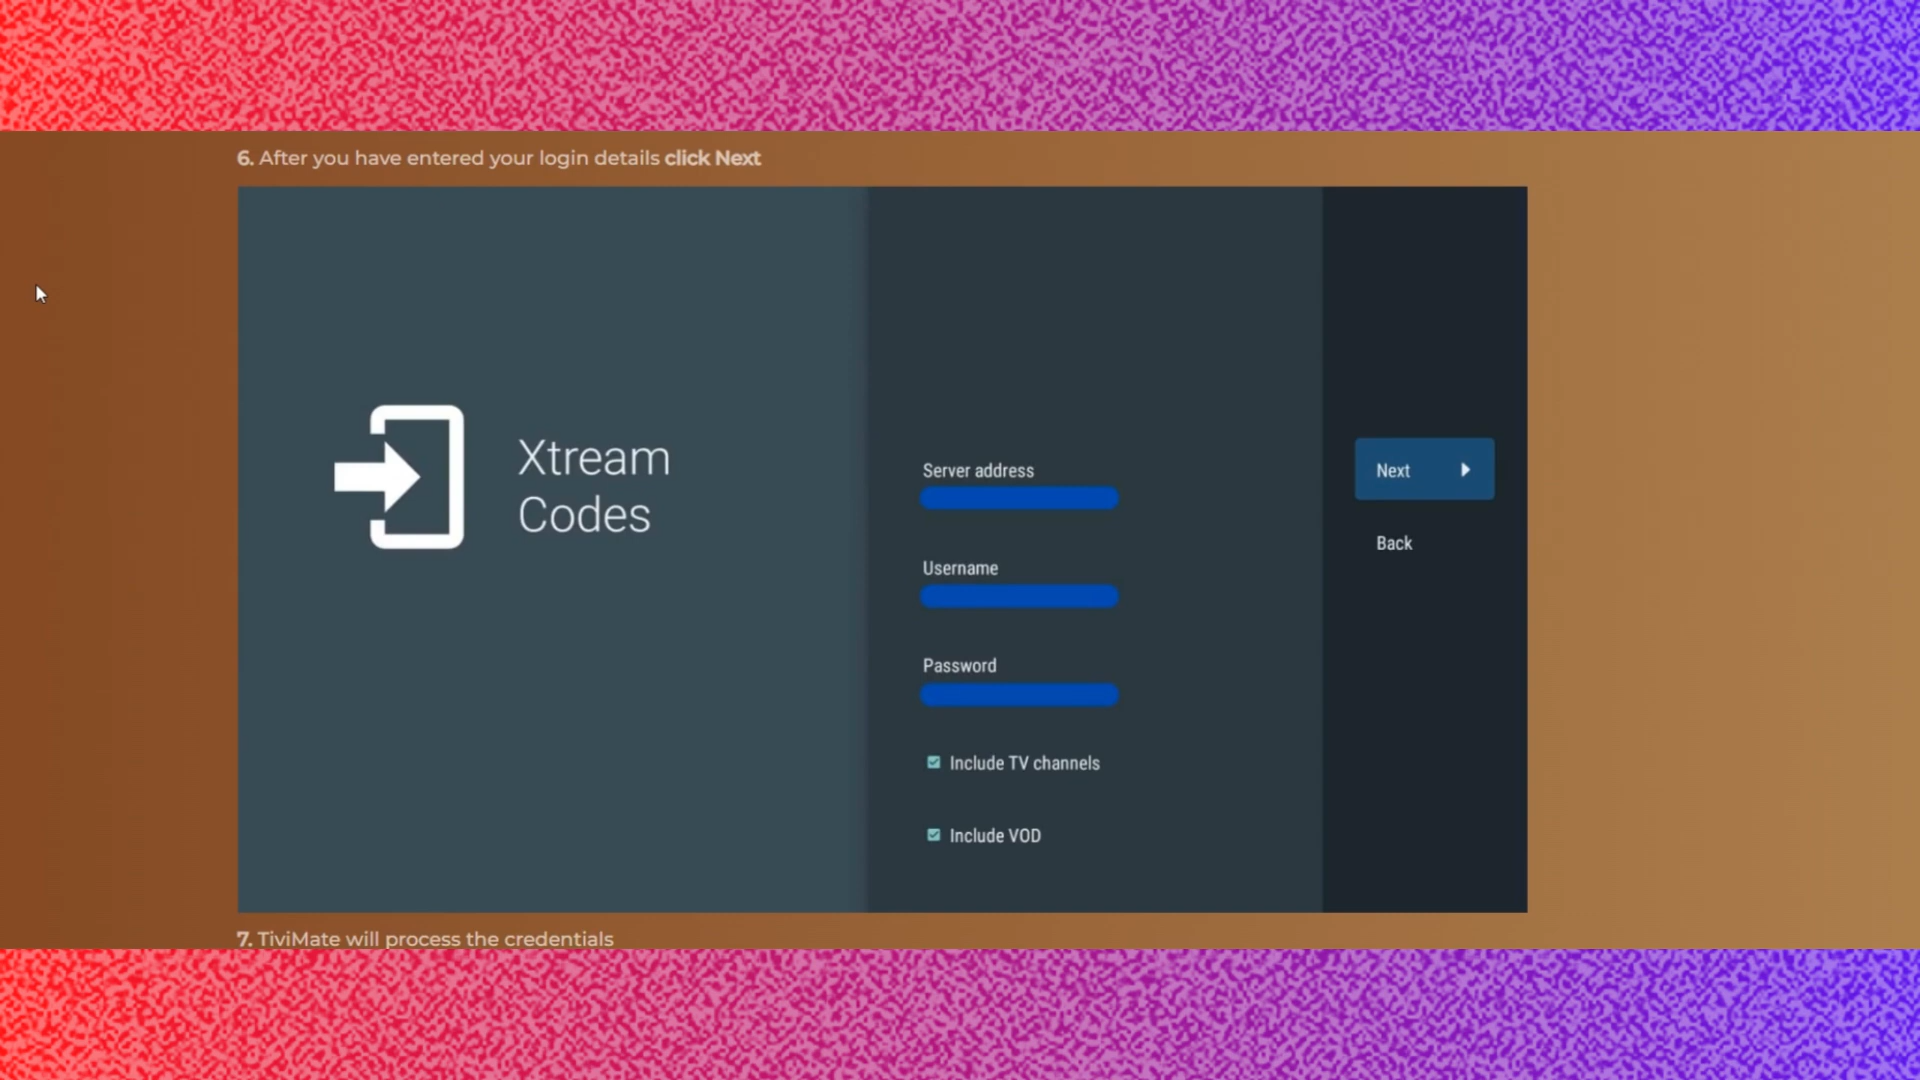 6. After you have entered your login details click Next
Xtream
Codes
Server address
Username
Password
Include TV channels
Include VOD
Next
Back
7. TiviMate will process the credentials